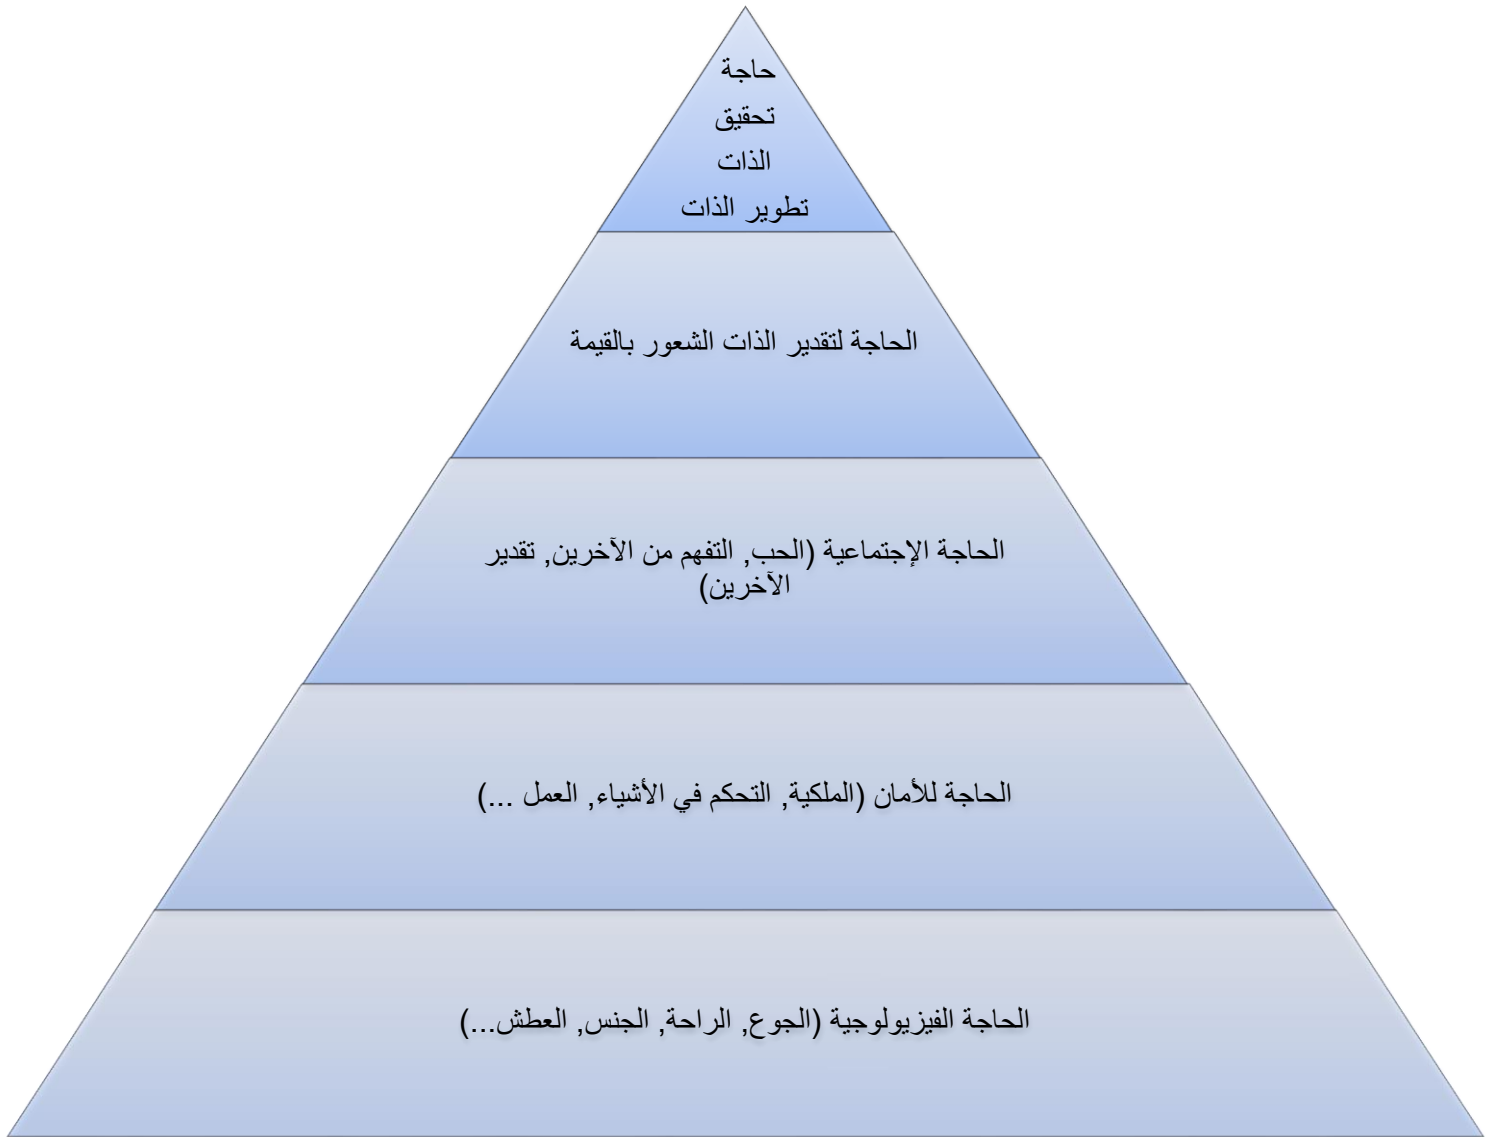 حاجة
تحقيق
الذات
تطوير الذات
الحاجة لتقدير الذات الشعور بالقيمة
الحاجة الإجتماعية (الحب, التفهم من الآخرين, تقدير
الآخرين)
الحاجة للأمان (الملكية, التحكم في الأشياء, العمل ...)
الحاجة الفيزيولوجية (الجوع, الراحة, الجنس, العطش...)